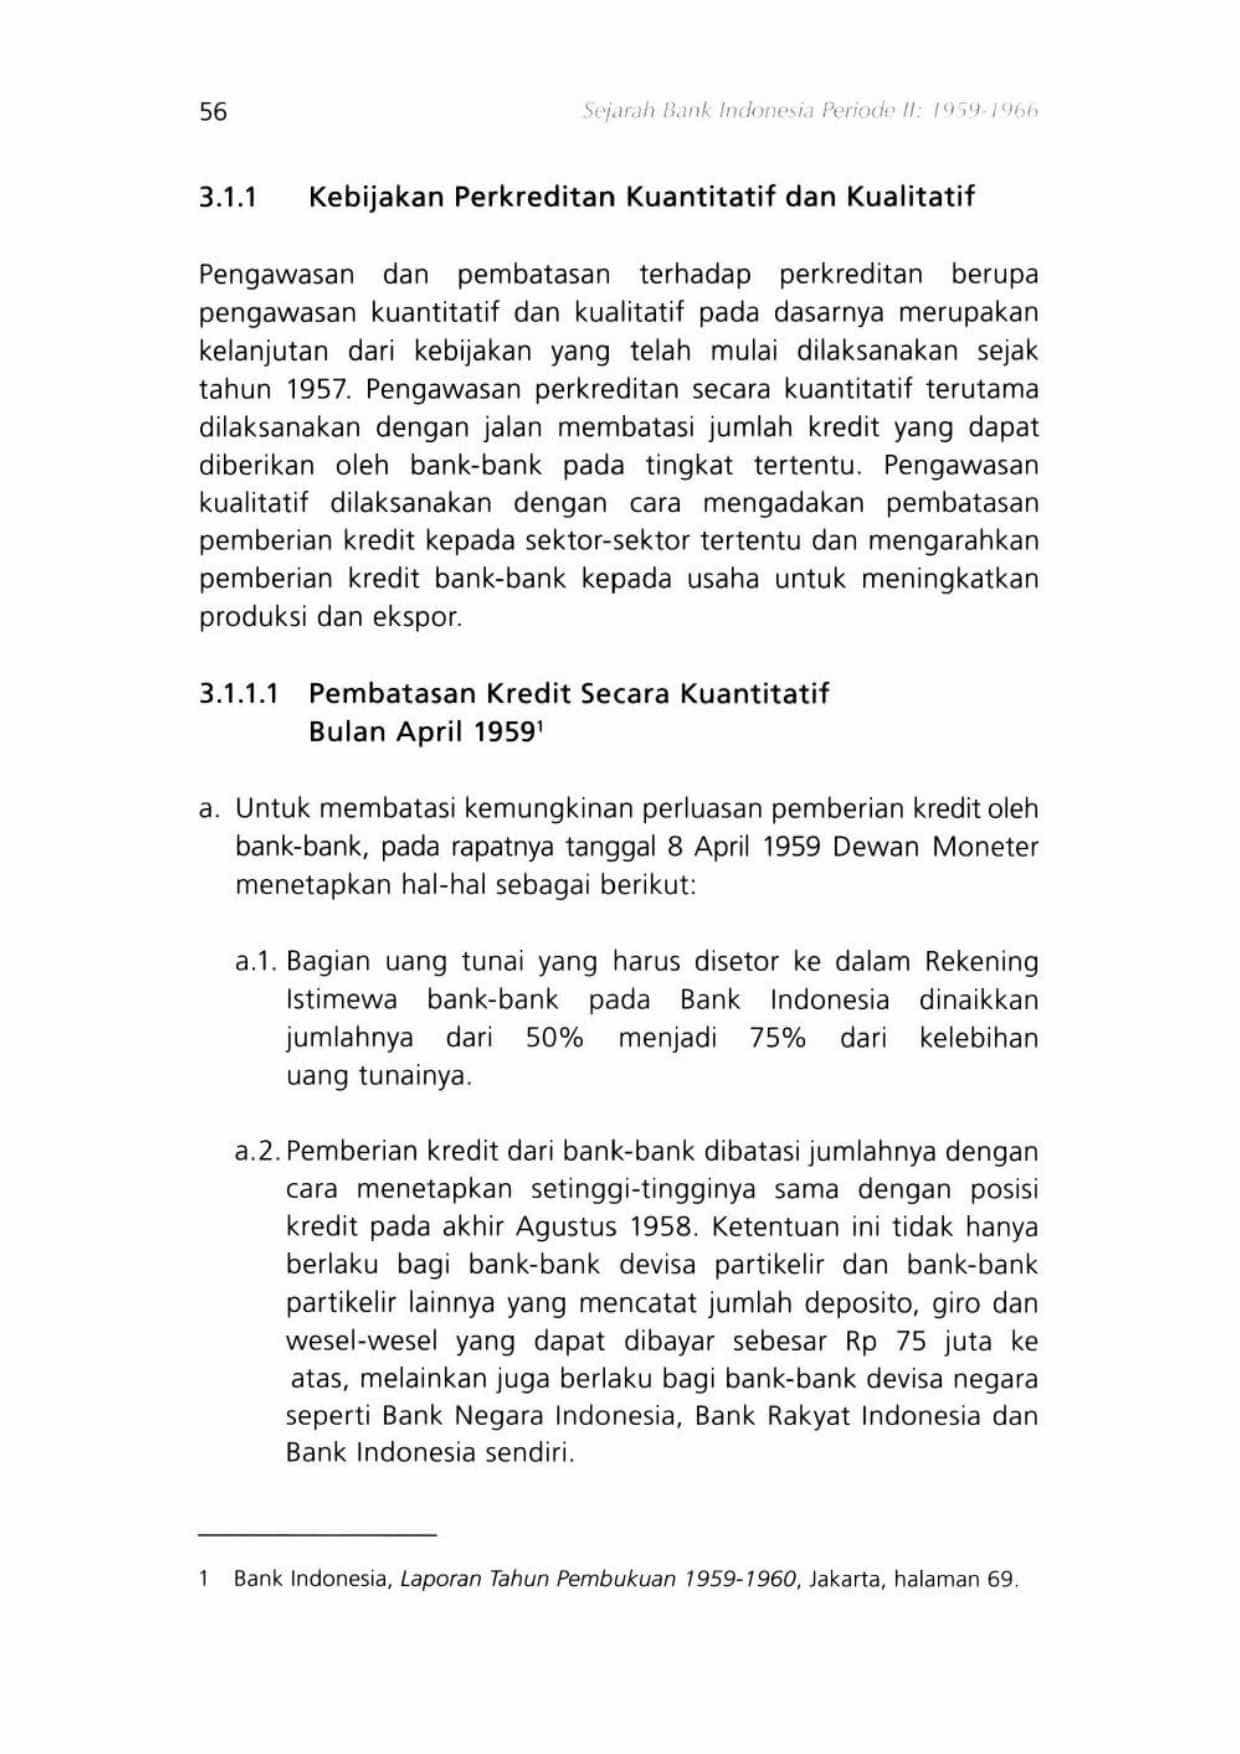 56
Sejarah Bank Indonesia Periode II: 1959-1966
3.1.1 Kebijakan Perkreditan Kuantitatif dan Kualitatif
Pengawasan dan pembatasan terhadap perkreditan berupa
pengawasan kuantitatif dan kualitatif pada dasarnya merupakan
kelanjutan dari kebijakan yang telah mulai dilaksanakan sejak
tahun 1957. Pengawasan perkreditan secara kuantitatif terutama
dilaksanakan dengan jalan membatasi jumlah kredit yang dapat
diberikan oleh bank-bank pada tingkat tertentu. Pengawasan
kualitatif dilaksanakan dengan cara mengadakan pembatasan
pemberian kredit kepada sektor-sektor tertentu dan mengarahkan
pemberian kredit bank-bank kepada usaha untuk meningkatkan
produksi dan ekspor.
3.1.1.1 Pembatasan Kredit Secara Kuantitatif
Bulan April 1959¹
a. Untuk membatasi kemungkinan perluasan pemberian kredit oleh
bank-bank, pada rapatnya tanggal 8 April 1959 Dewan Moneter
menetapkan hal-hal sebagai berikut:
a.1. Bagian uang tunai yang harus disetor ke dalam Rekening
Istimewa bank-bank pada Bank Indonesia dinaikkan
jumlahnya dari 50% menjadi 75% dari kelebihan
uang tunainya.
a.2. Pemberian kredit dari bank-bank dibatasi jumlahnya dengan
cara menetapkan setinggi-tingginya sama dengan posisi
kredit pada akhir Agustus 1958. Ketentuan ini tidak hanya
berlaku bagi bank-bank devisa partikelir dan bank-bank
partikelir lainnya yang mencatat jumlah deposito, giro dan
wesel-wesel yang dapat dibayar sebesar Rp 75 juta ke
atas, melainkan juga berlaku bagi bank-bank devisa negara
seperti Bank Negara Indonesia, Bank Rakyat Indonesia dan
Bank Indonesia sendiri.
1 Bank Indonesia, Laporan Tahun Pembukuan 1959-1960, Jakarta, halaman 69.